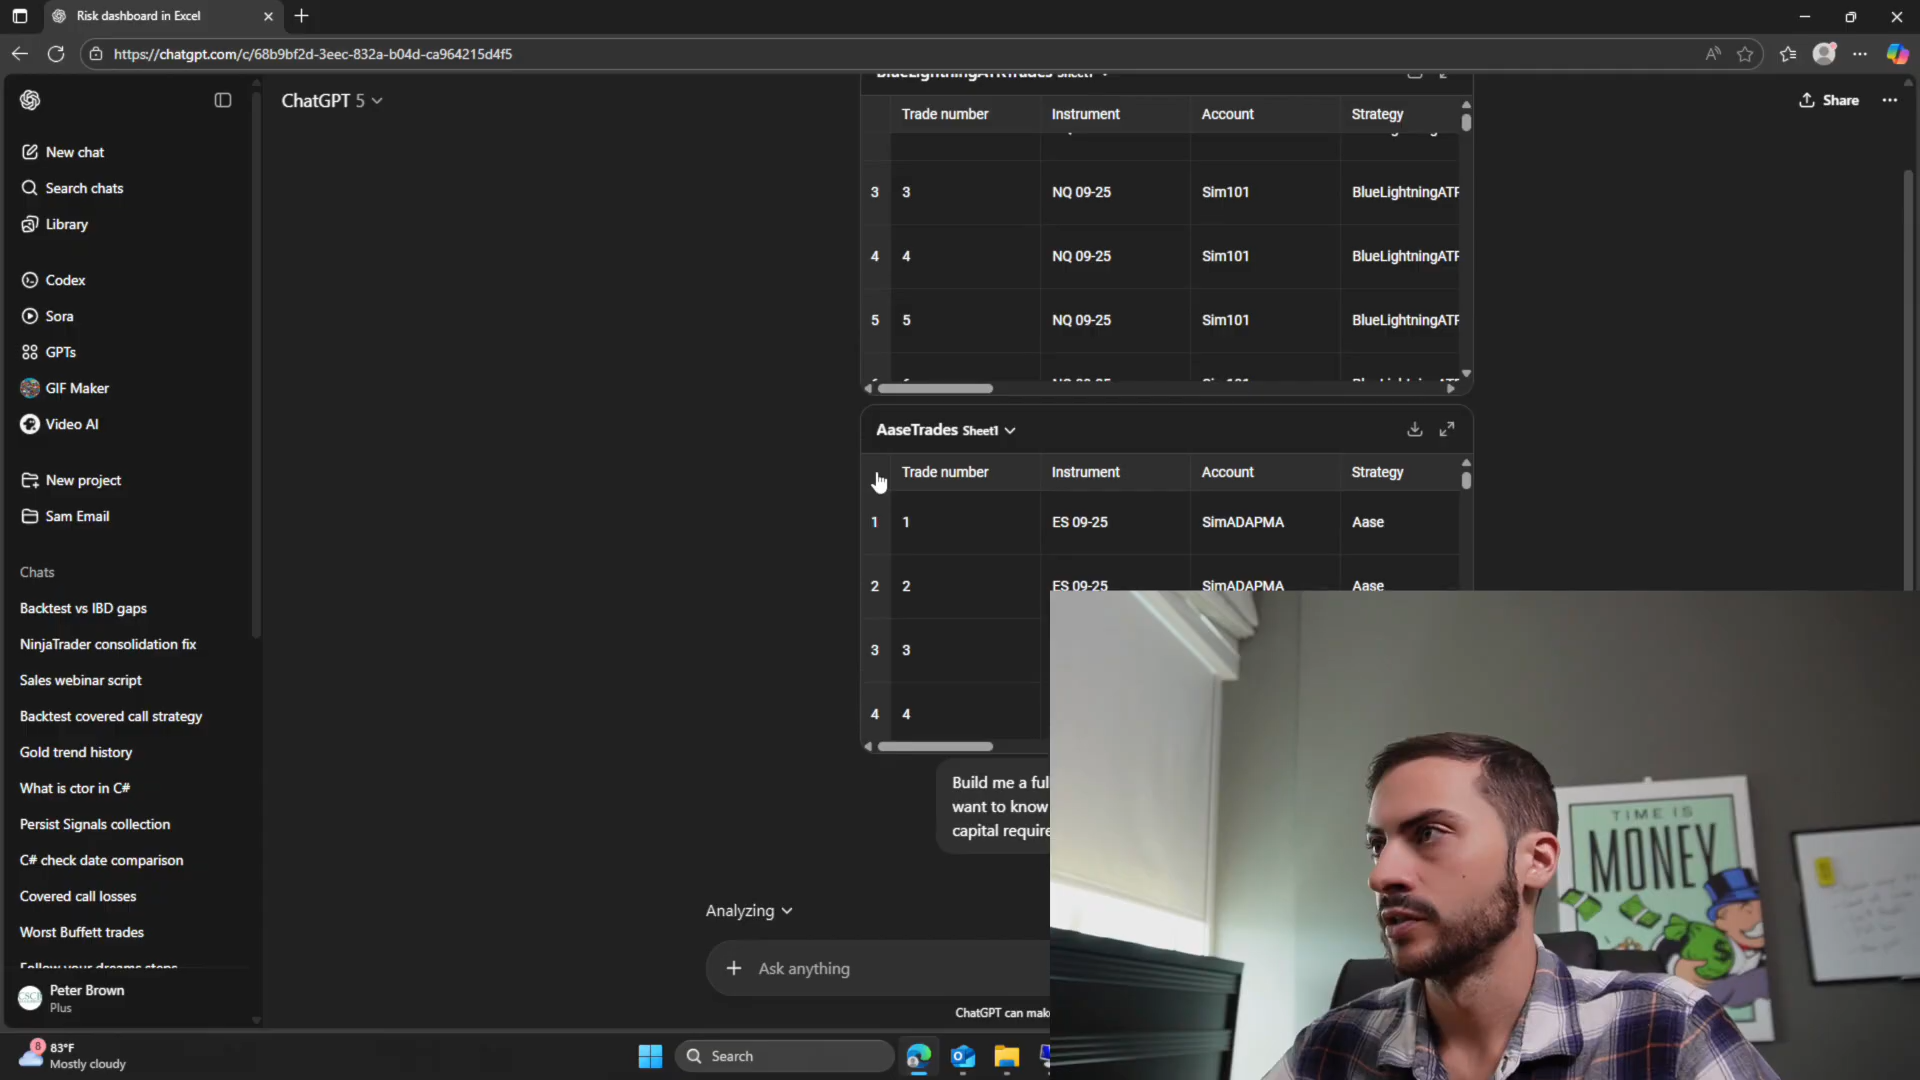 Risk dashboard in Excel
https://chatgpt.com/c/68b9bf2d-3eec-832a-b04d-ca964215d4f5
ChatGPT 5
Share
New chat
Search chats
Library
Codex
Sora
GPTs
GIF Maker
Video AI
New project
Sam Email
Chats
Backtest vs IBD gaps
NinjaTrader consolidation fix
Sales webinar script
Backtest covered call strategy
Gold trend history
What is ctor in C#
Persist Signals collection
C# check date comparison
Covered call losses
Worst Buffett trades
Peter Brown
Plus
Trade number Instrument Account Strategy
3 3 NQ 09-25 Sim101 BlueLightningATR
4 4 NQ 09-25 Sim101 BlueLightningATR
5 5 NQ 09-25 Sim101 BlueLightningATR
AaseTrades Sheet1
Trade number Instrument Account Strategy
1 1 ES 09-25 SimADAPMA Aase
2 2 ES 09-25 SimADAPMA Aase
3 3
4 4
Build me a ful
want to know
capital require
Analyzing
Ask anything
ChatGPT can mak
TIME IS
MONEY
8
83°F
Mostly cloudy
Search